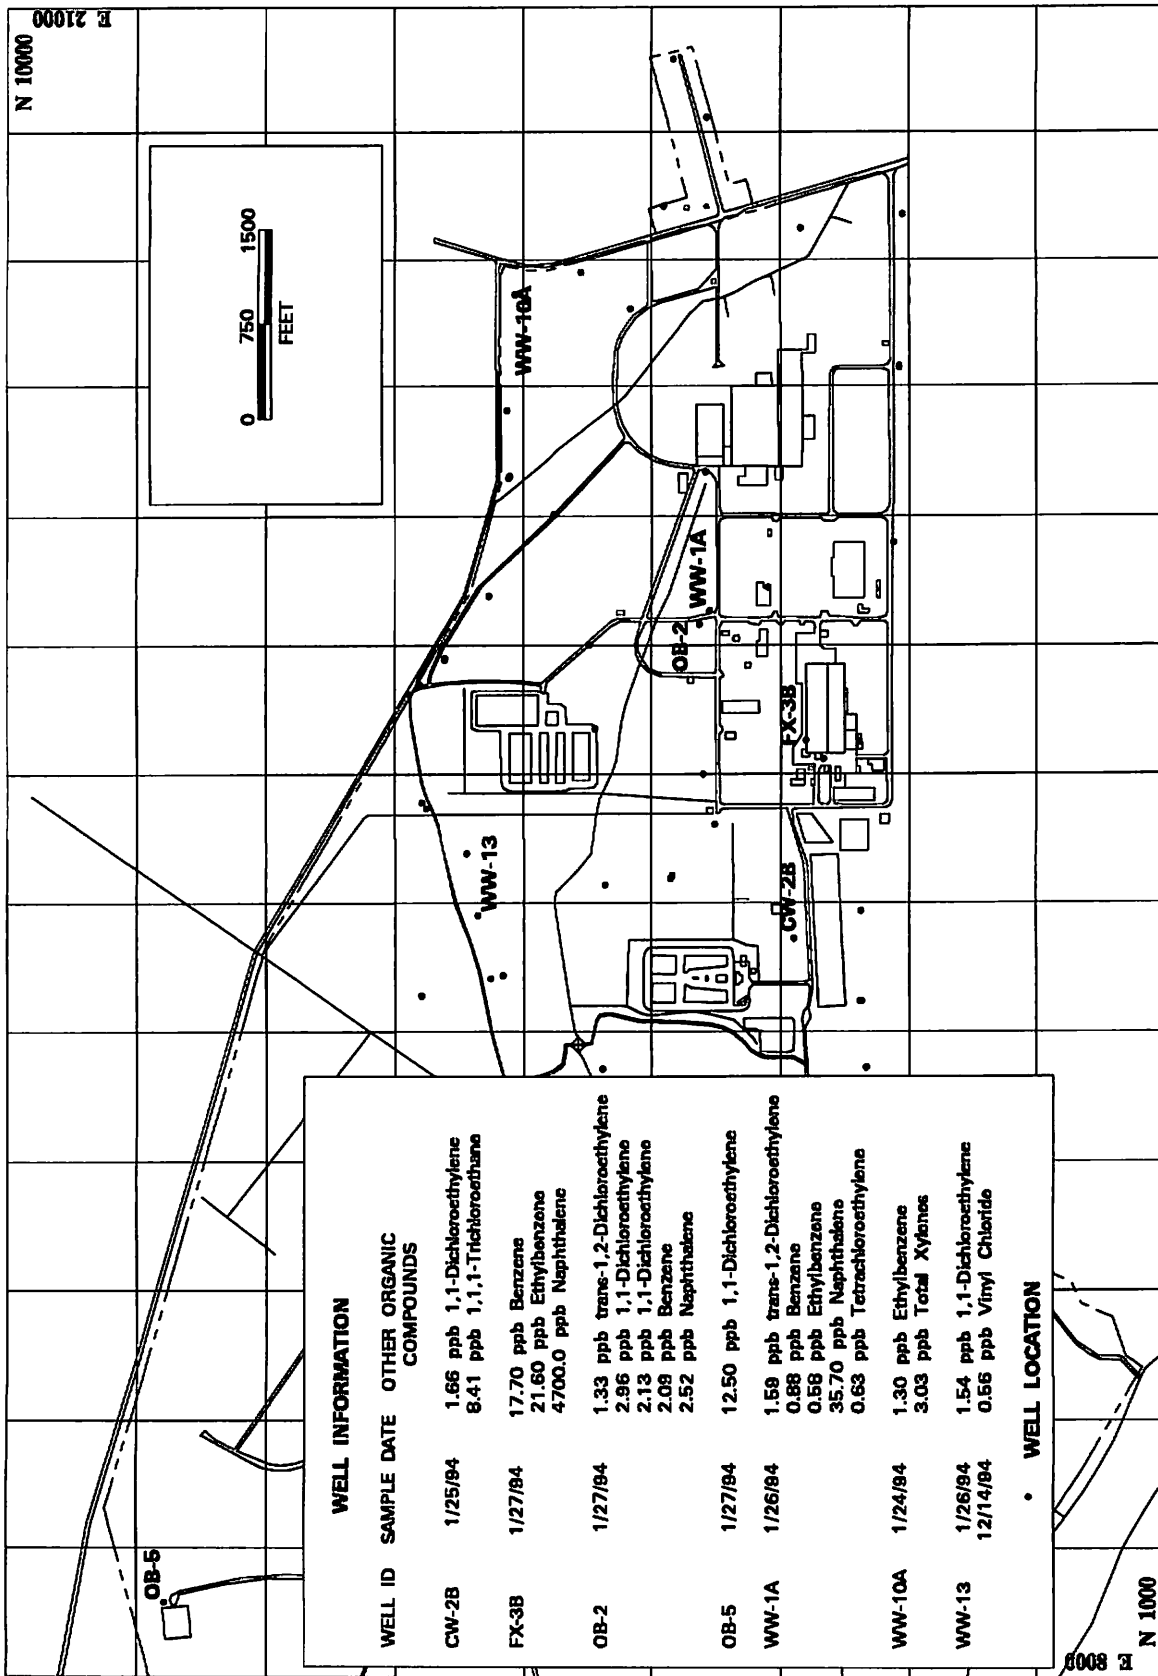 N 10000
E 21000
0 750 1500
FEET
WW-10A
WW-1A
OB-2
FX-3B
WW-13
CW-2B
OB-5
WELL INFORMATION
WELL ID SAMPLE DATE OTHER ORGANIC
COMPOUNDS
CW-2B 1/25/94 1.66 ppb 1,1-Dichloroethylene
8.41 ppb 1,1,1-Trichloroethane
FX-3B 1/27/94 17.70 ppb Benzene
21.60 ppb Ethylbenzene
4700.0 ppb Naphthalene
OB-2 1/27/94 1.33 ppb trans-1,2-Dichloroethylene
2.96 ppb 1,1-Dichloroethylene
2.13 ppb 1,1-Dichloroethylene
2.09 ppb Benzene
2.52 ppb Naphthalene
OB-5 1/27/94 12.50 ppb 1,1-Dichloroethylene
WW-1A 1/26/94 1.59 ppb trans-1,2-Dichloroethylene
0.88 ppb Benzene
0.58 ppb Ethylbenzene
35.70 ppb Naphthalene
0.63 ppb Tetrachloroethylene
WW-10A 1/24/94 1.30 ppb Ethylbenzene
3.03 ppb Total Xylenes
WW-13 1/26/94 1.54 ppb 1,1-Dichloroethylene
12/14/94 0.56 ppb Vinyl Chloride
• WELL LOCATION
N 1000
E 8000